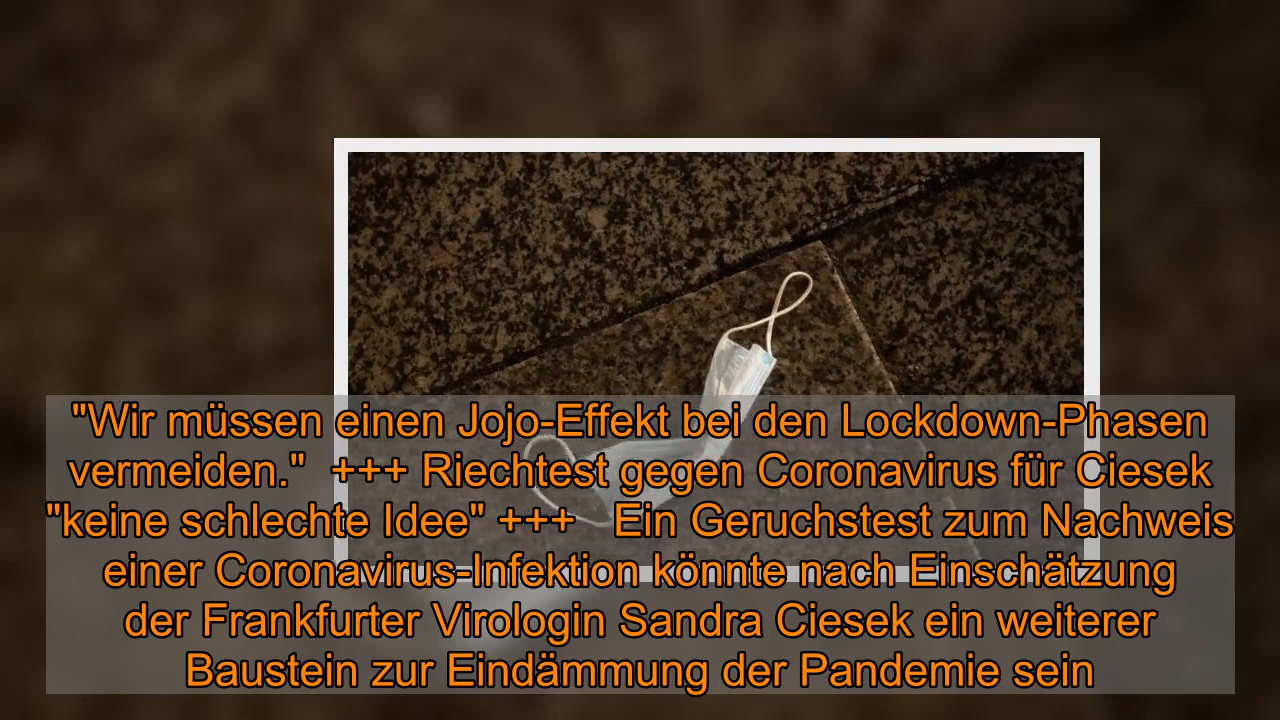 "Wir müssen einen Jojo-Effekt bei den Lockdown-Phasen
vermeiden." +++ Riechtest gegen Coronavirus für Ciesek
"keine schlechte Idee" +++ Ein Geruchstest zum Nachweis
einer Coronavirus-Infektion könnte nach Einschätzung
der Frankfurter Virologin Sandra Ciesek ein weiterer
Baustein zur Eindämmung der Pandemie sein